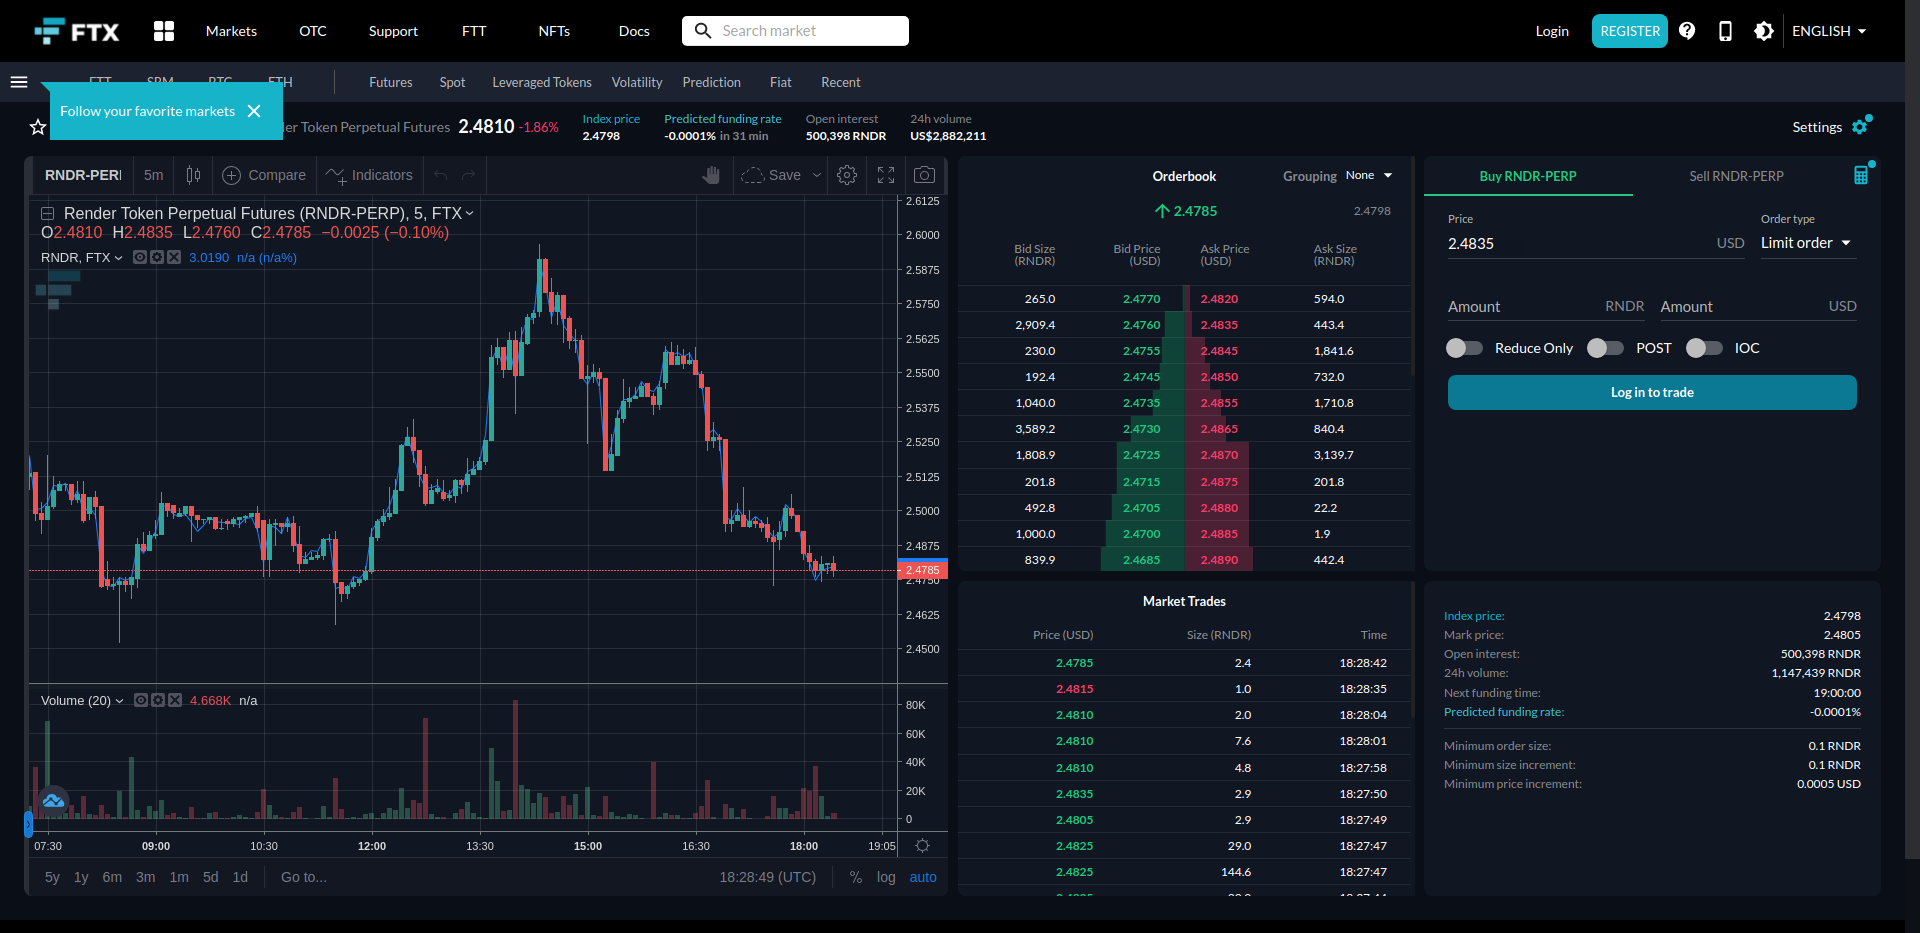 FTX Markets OTC Support FTT NFTs Docs Search market Login REGISTER ENGLISH
Futures Spot Leveraged Tokens Volatility Prediction Fiat Recent
Follow your favorite markets
Token Perpetual Futures 2.4810 -1.86%
Index price
2.4798
Predicted funding rate
-0.0001% in 31 min
Open interest
500,398 RNDR
24h volume
US$2,882,211
Settings
RNDR-PER 5m Compare Indicators Save
Render Token Perpetual Futures (RNDR-PERP), 5, FTX
O2.4810 H2.4835 L2.4760 C2.4785 −0.0025 (−0.10%)
RNDR, FTX 3.0190 n/a (n/a%)
2.6125
2.6000
2.5875
2.5750
2.5625
2.5500
2.5375
2.5250
2.5125
2.5000
2.4875
2.4785
2.4750
2.4625
2.4500
Volume (20) 4.668K n/a
80K
60K
40K
20K
0
07:30 09:00 10:30 12:00 13:30 15:00 16:30 18:00 19:05
5y 1y 6m 3m 1m 5d 1d Go to... 18:28:49 (UTC) % log auto
Orderbook Grouping None
2.4785 2.4798
Bid Size (RNDR) Bid Price (USD) Ask Price (USD) Ask Size (RNDR)
265.0 2.4770 2.4820 594.0
2,909.4 2.4760 2.4835 443.4
230.0 2.4755 2.4845 1,841.6
192.4 2.4745 2.4850 732.0
1,040.0 2.4735 2.4855 1,710.8
3,589.2 2.4730 2.4865 840.4
1,808.9 2.4725 2.4870 3,139.7
201.8 2.4715 2.4875 201.8
492.8 2.4705 2.4880 22.2
1,000.0 2.4700 2.4885 1.9
839.9 2.4685 2.4890 442.4
Market Trades
Price (USD) Size (RNDR) Time
2.4785 2.4 18:28:42
2.4815 1.0 18:28:35
2.4810 2.0 18:28:04
2.4810 7.6 18:28:01
2.4810 4.8 18:27:58
2.4835 2.9 18:27:50
2.4805 2.9 18:27:49
2.4825 29.0 18:27:47
2.4825 144.6 18:27:47
Buy RNDR-PERP Sell RNDR-PERP
Price Order type
2.4835 USD Limit order
Amount RNDR Amount USD
Reduce Only POST IOC
Log in to trade
Index price: 2.4798
Mark price: 2.4805
Open interest: 500,398 RNDR
24h volume: 1,147,439 RNDR
Next funding time: 19:00:00
Predicted funding rate: -0.0001%
Minimum order size: 0.1 RNDR
Minimum size increment: 0.1 RNDR
Minimum price increment: 0.0005 USD